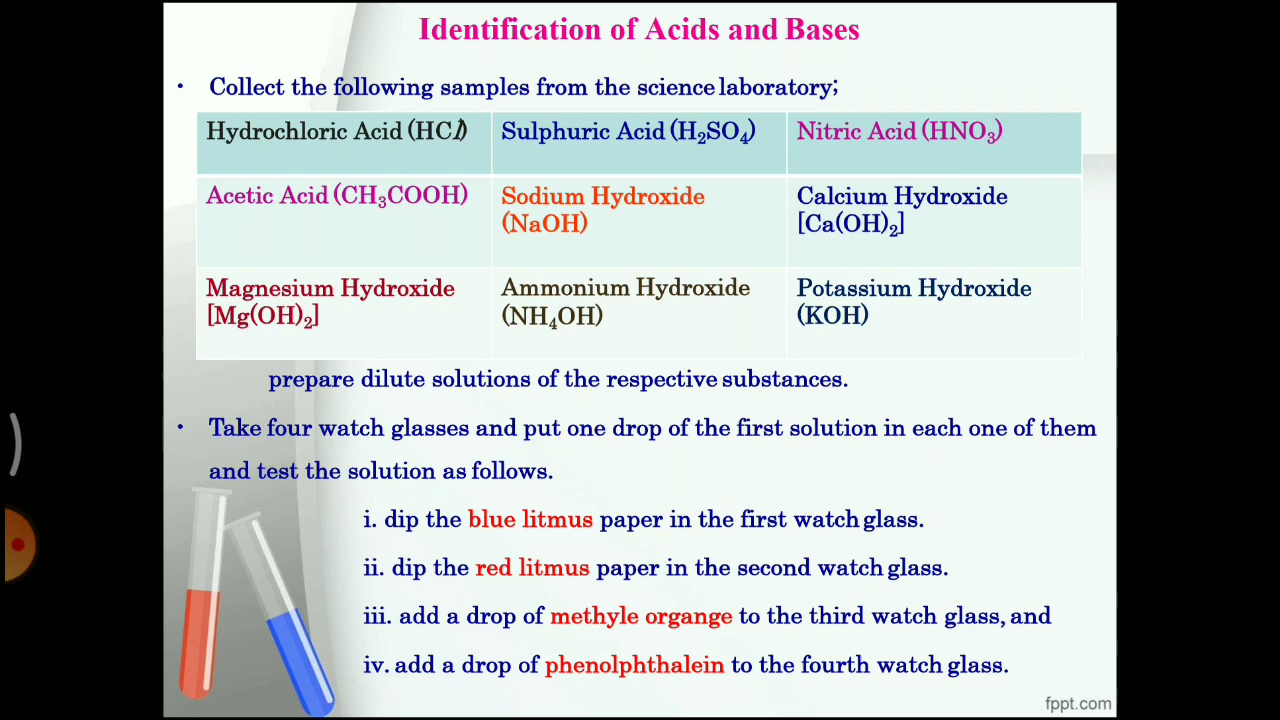 Identification of Acids and Bases
• Collect the following samples from the science laboratory;
Hydrochloric Acid (HCl) Sulphuric Acid (H₂SO₄) Nitric Acid (HNO₃)
Acetic Acid (CH₃COOH) Sodium Hydroxide (NaOH) Calcium Hydroxide [Ca(OH)₂]
Magnesium Hydroxide [Mg(OH)₂] Ammonium Hydroxide (NH₄OH) Potassium Hydroxide (KOH)
prepare dilute solutions of the respective substances.
• Take four watch glasses and put one drop of the first solution in each one of them
and test the solution as follows.
i. dip the blue litmus paper in the first watch glass.
ii. dip the red litmus paper in the second watch glass.
iii. add a drop of methyle organge to the third watch glass, and
iv. add a drop of phenolphthalein to the fourth watch glass.
fppt.com